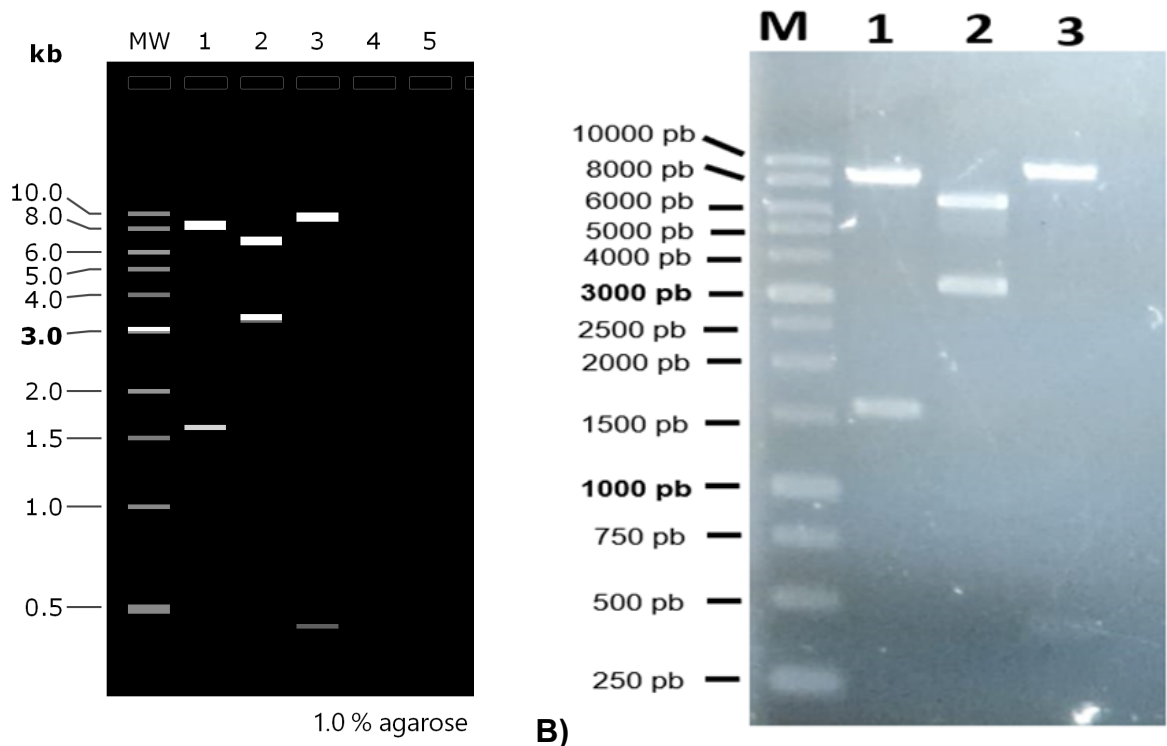 kb
MW 1 2 3 4 5
10.0
8.0
6.0
5.0
4.0
3.0
2.0
1.5
1.0
0.5
1.0 % agarose
B)
M 1 2 3
10000 pb
8000 pb
6000 pb
5000 pb
4000 pb
3000 pb
2500 pb
2000 pb
1500 pb
1000 pb
750 pb
500 pb
250 pb